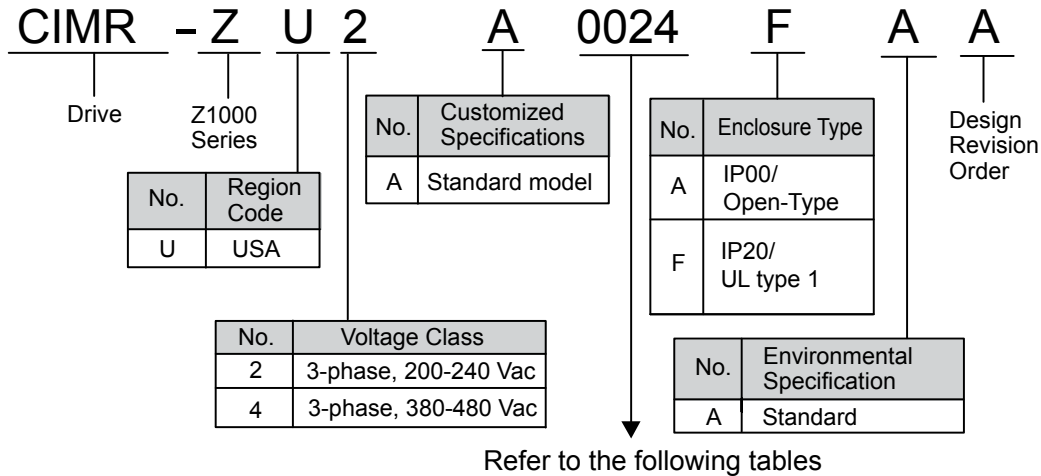 CIMR - Z U 2 A 0024 F A A
Drive
Z1000
Series
No. Region
Code
U USA
No. Customized
Specifications
A Standard model
No. Enclosure Type
A IP00/
Open-Type
F IP20/
UL type 1
Design
Revision
Order
No. Voltage Class
2 3-phase, 200-240 Vac
4 3-phase, 380-480 Vac
No. Environmental
Specification
A Standard
Refer to the following tables